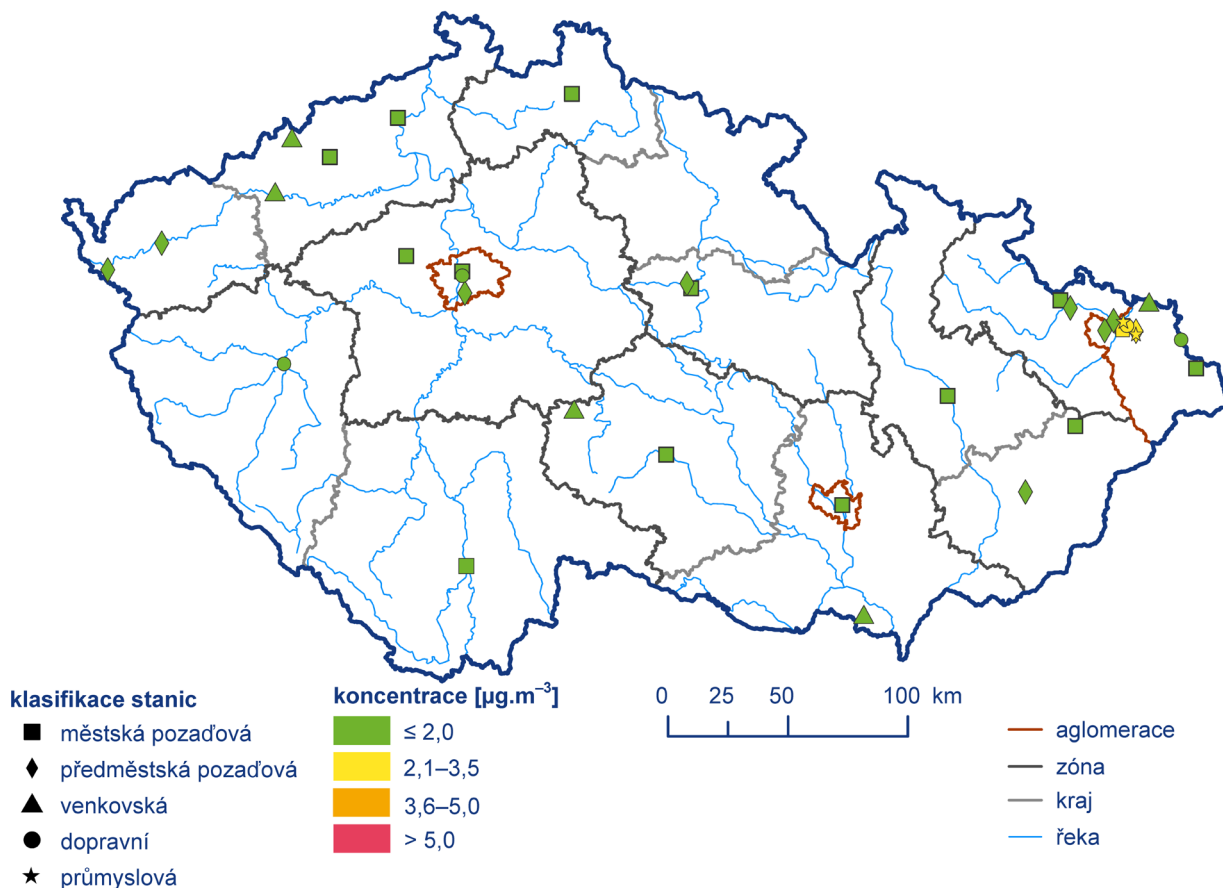 klasifikace stanic
městská pozaďová
předměstská pozaďová
venkovská
dopravní
průmyslová
koncentrace [µg.m⁻³]
≤ 2,0
2,1–3,5
3,6–5,0
> 5,0
0 25 50 100 km
aglomerace
zóna
kraj
řeka